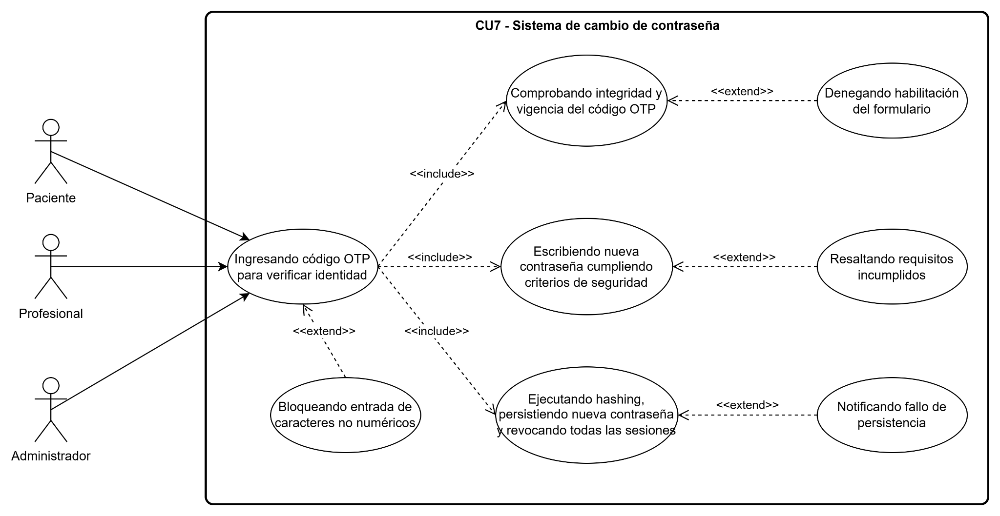 CU7 - Sistema de cambio de contraseña
Comprobando integridad y
vigencia del código OTP
<<extend>>
Denegando habilitación
del formulario
<<include>>
Paciente
Ingresando código OTP
para verificar identidad
<<include>>
Escribiendo nueva
contraseña cumpliendo
criterios de seguridad
<<extend>>
Resaltando requisitos
incumplidos
Profesional
<<extend>>
<<include>>
Bloqueando entrada de
caracteres no numéricos
Ejecutando hashing,
persistiendo nueva contraseña
y revocando todas las sesiones
<<extend>>
Notificando fallo de
persistencia
Administrador